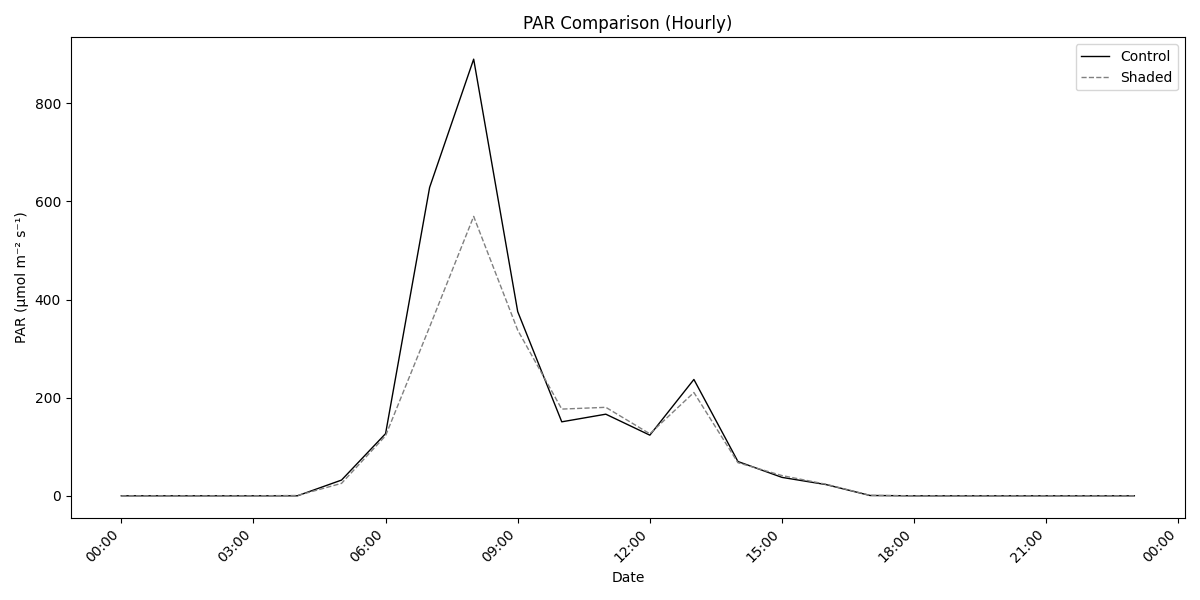 PAR Comparison (Hourly)
Control
Shaded
PAR (μmol m⁻² s⁻¹)
800
600
400
200
0
00:00
03:00
06:00
09:00
12:00
15:00
18:00
21:00
00:00
Date